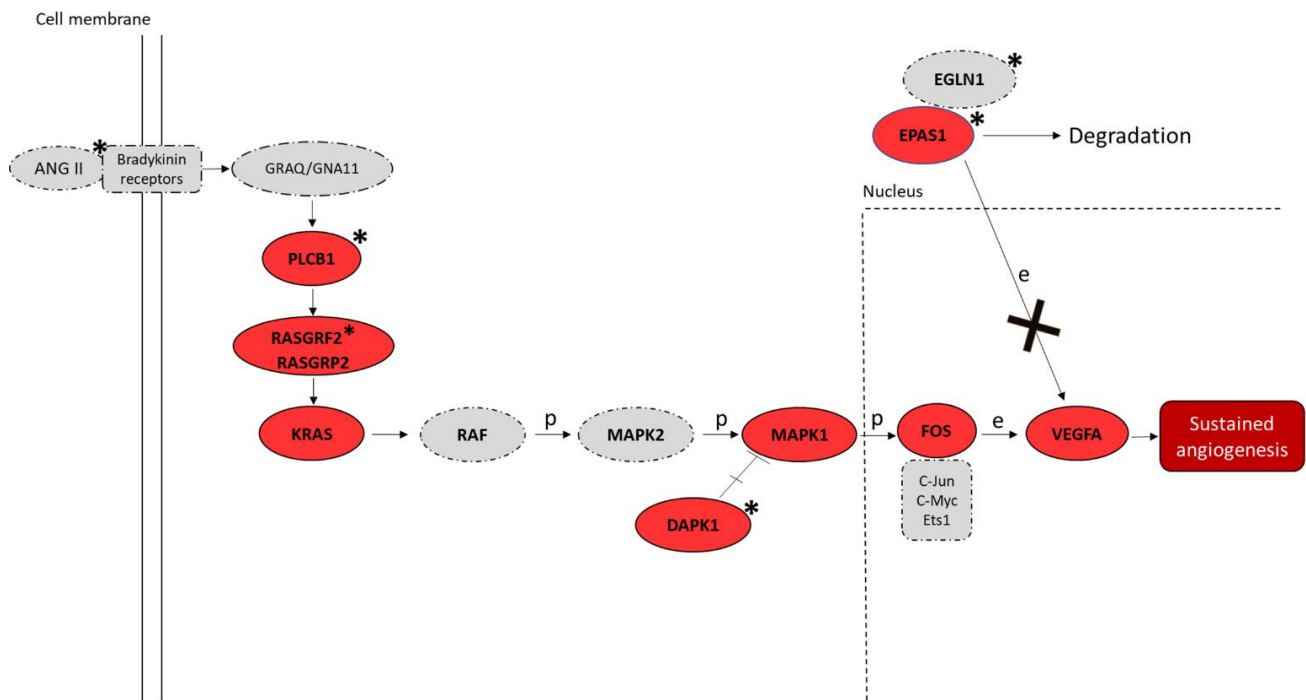 Cell membrane
EGLN1
*
EPAS1
*
Degradation
ANG II
*
Bradykinin
receptors
GRAQ/GNA11
Nucleus
PLCB1
*
e
RASGRF2*
RASGRP2
KRAS
RAF
p
MAPK2
p
MAPK1
p
FOS
e
VEGFA
Sustained
angiogenesis
C-Jun
C-Myc
Ets1
DAPK1
*